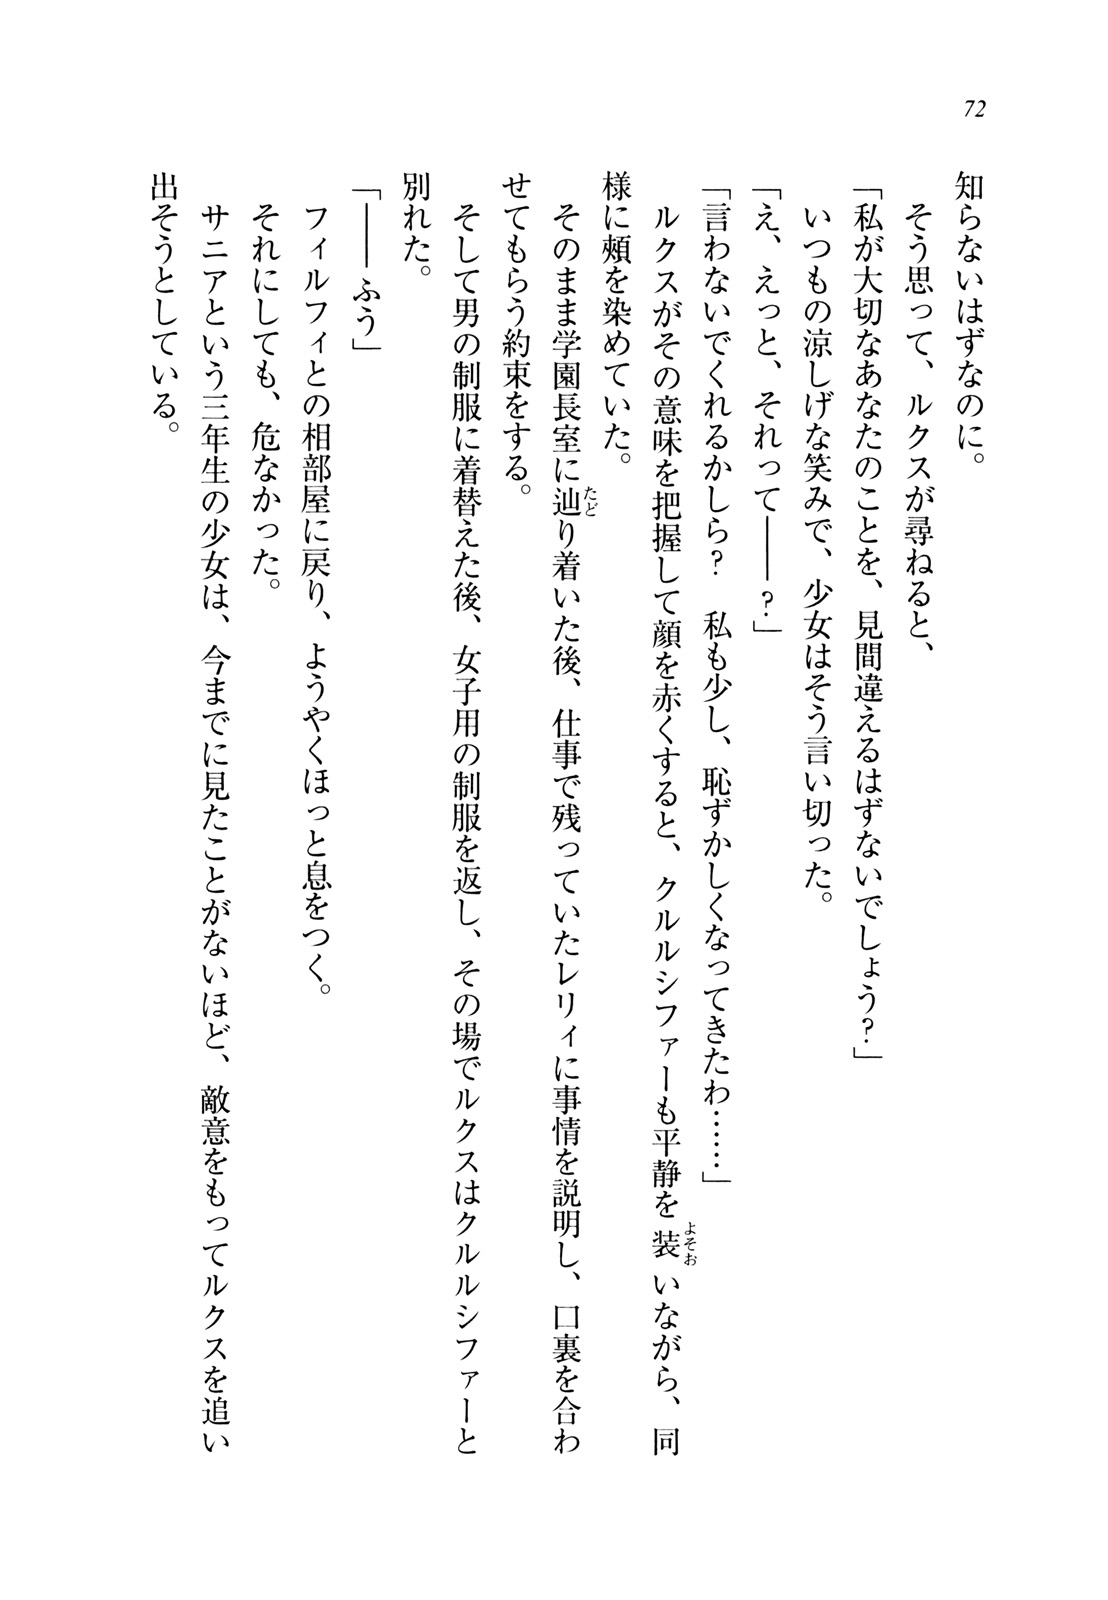 72
知らないはずなのに。
　そう思って、ルクスが尋ねると、
「私が大切なあなたのことを、見間違えるはずないでしょう？」
　いつもの涼しげな笑みで、少女はそう言い切った。
「え、えっと、それって――？」
「言わないでくれるかしら？　私も少し、恥ずかしくなってきたわ……」
　ルクスがその意味を把握して顔を赤くすると、クルルシファーも平静を装いながら、同
よそお
様に頰を染めていた。
　そのまま学園長室に辿り着いた後、仕事で残っていたレリィに事情を説明し、口裏を合わ
たど
せてもらう約束をする。
　そして男の制服に着替えた後、女子用の制服を返し、その場でルクスはクルルシファーと
別れた。
「――ふう」
　フィルフィとの相部屋に戻り、ようやくほっと息をつく。
　それにしても、危なかった。
　サニアという三年生の少女は、今までに見たことがないほど、敵意をもってルクスを追い
出そうとしている。